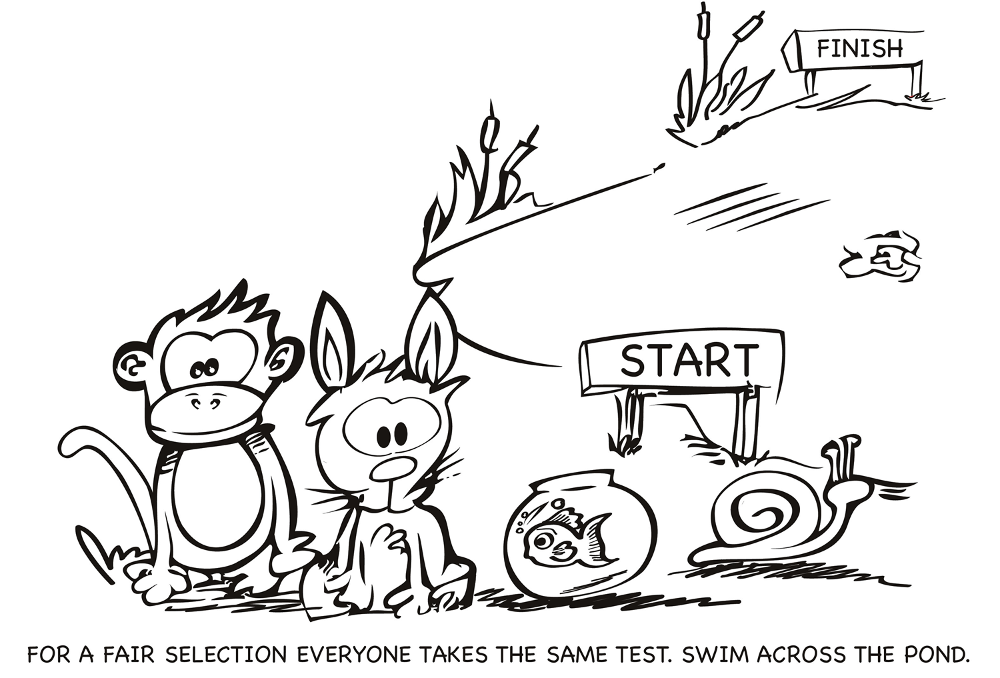 FINISH
START
FOR A FAIR SELECTION EVERYONE TAKES THE SAME TEST. SWIM ACROSS THE POND.